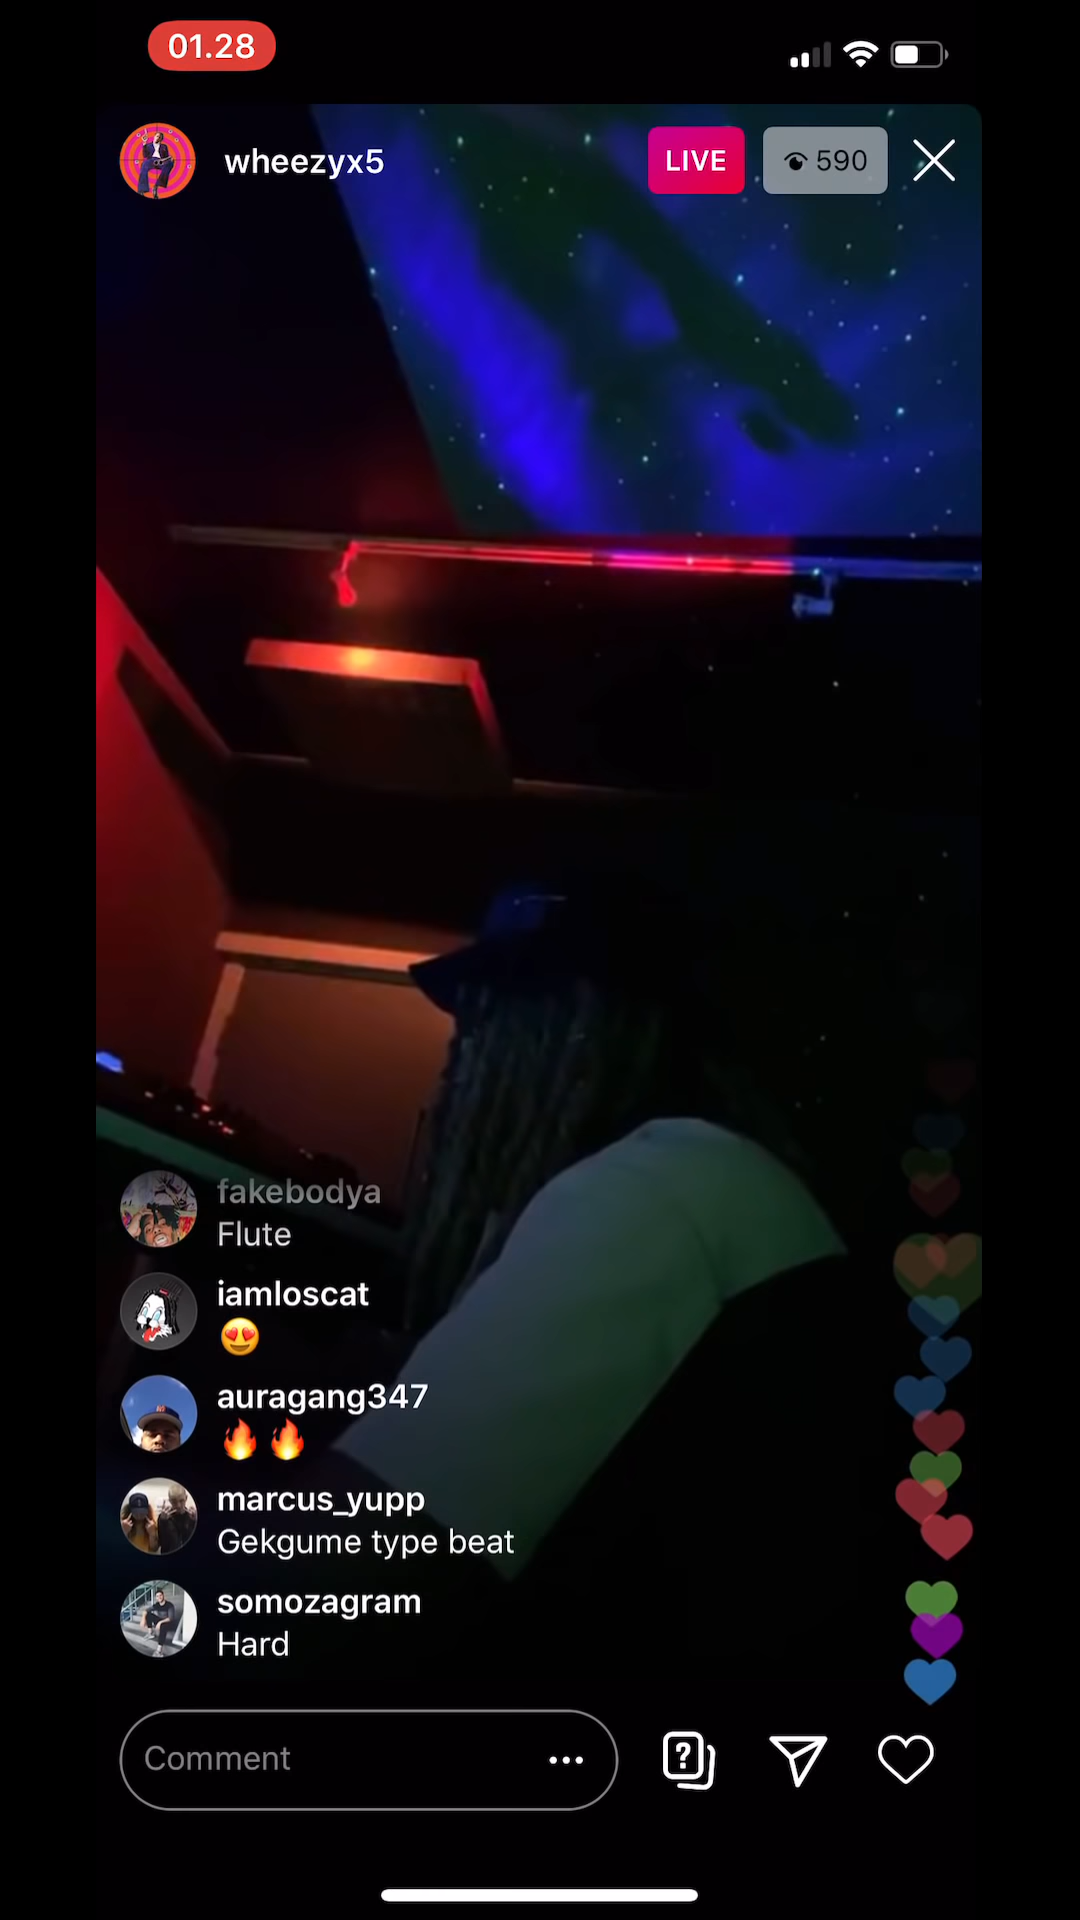 01.28
wheezyx5
LIVE
590
fakebodya
Flute
iamloscat
😍
auragang347
🔥🔥
marcus_yupp
Gekgume type beat
somozagram
Hard
Comment